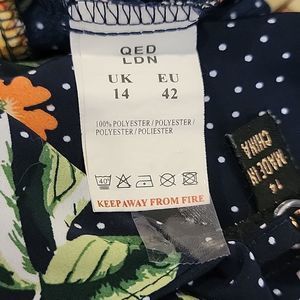 QED
LDN
UK EU
14 42
100% POLYESTER / POLYESTER /
POLYESTER / POLIESTER
40
KEEP AWAY FROM FIRE
14
MADE IN
CHINA